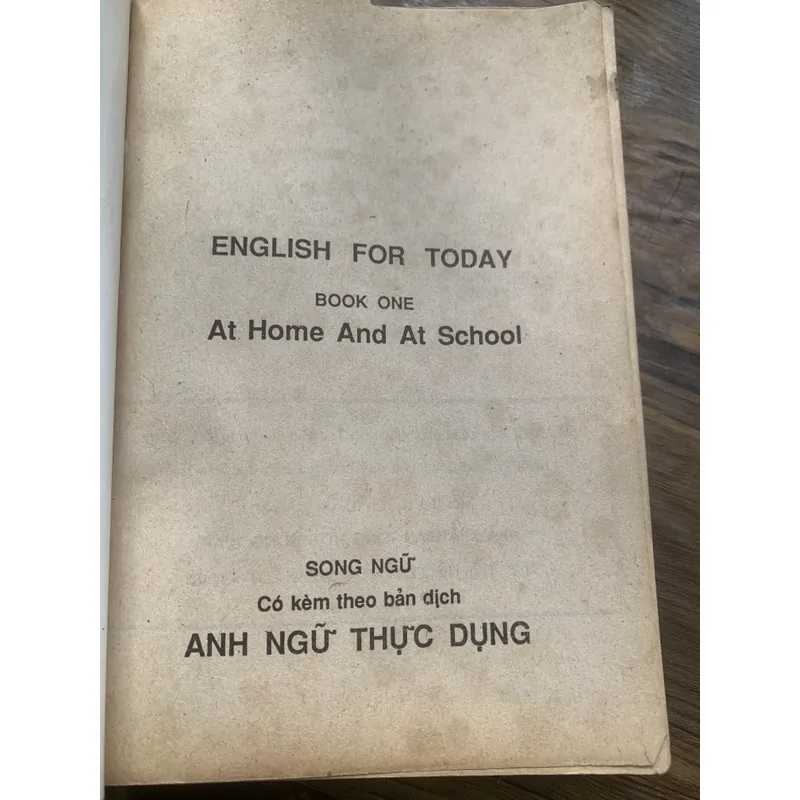 ENGLISH FOR TODAY
BOOK ONE
At Home And At School
SONG NGỮ
Có kèm theo bản dịch
ANH NGỮ THỰC DỤNG